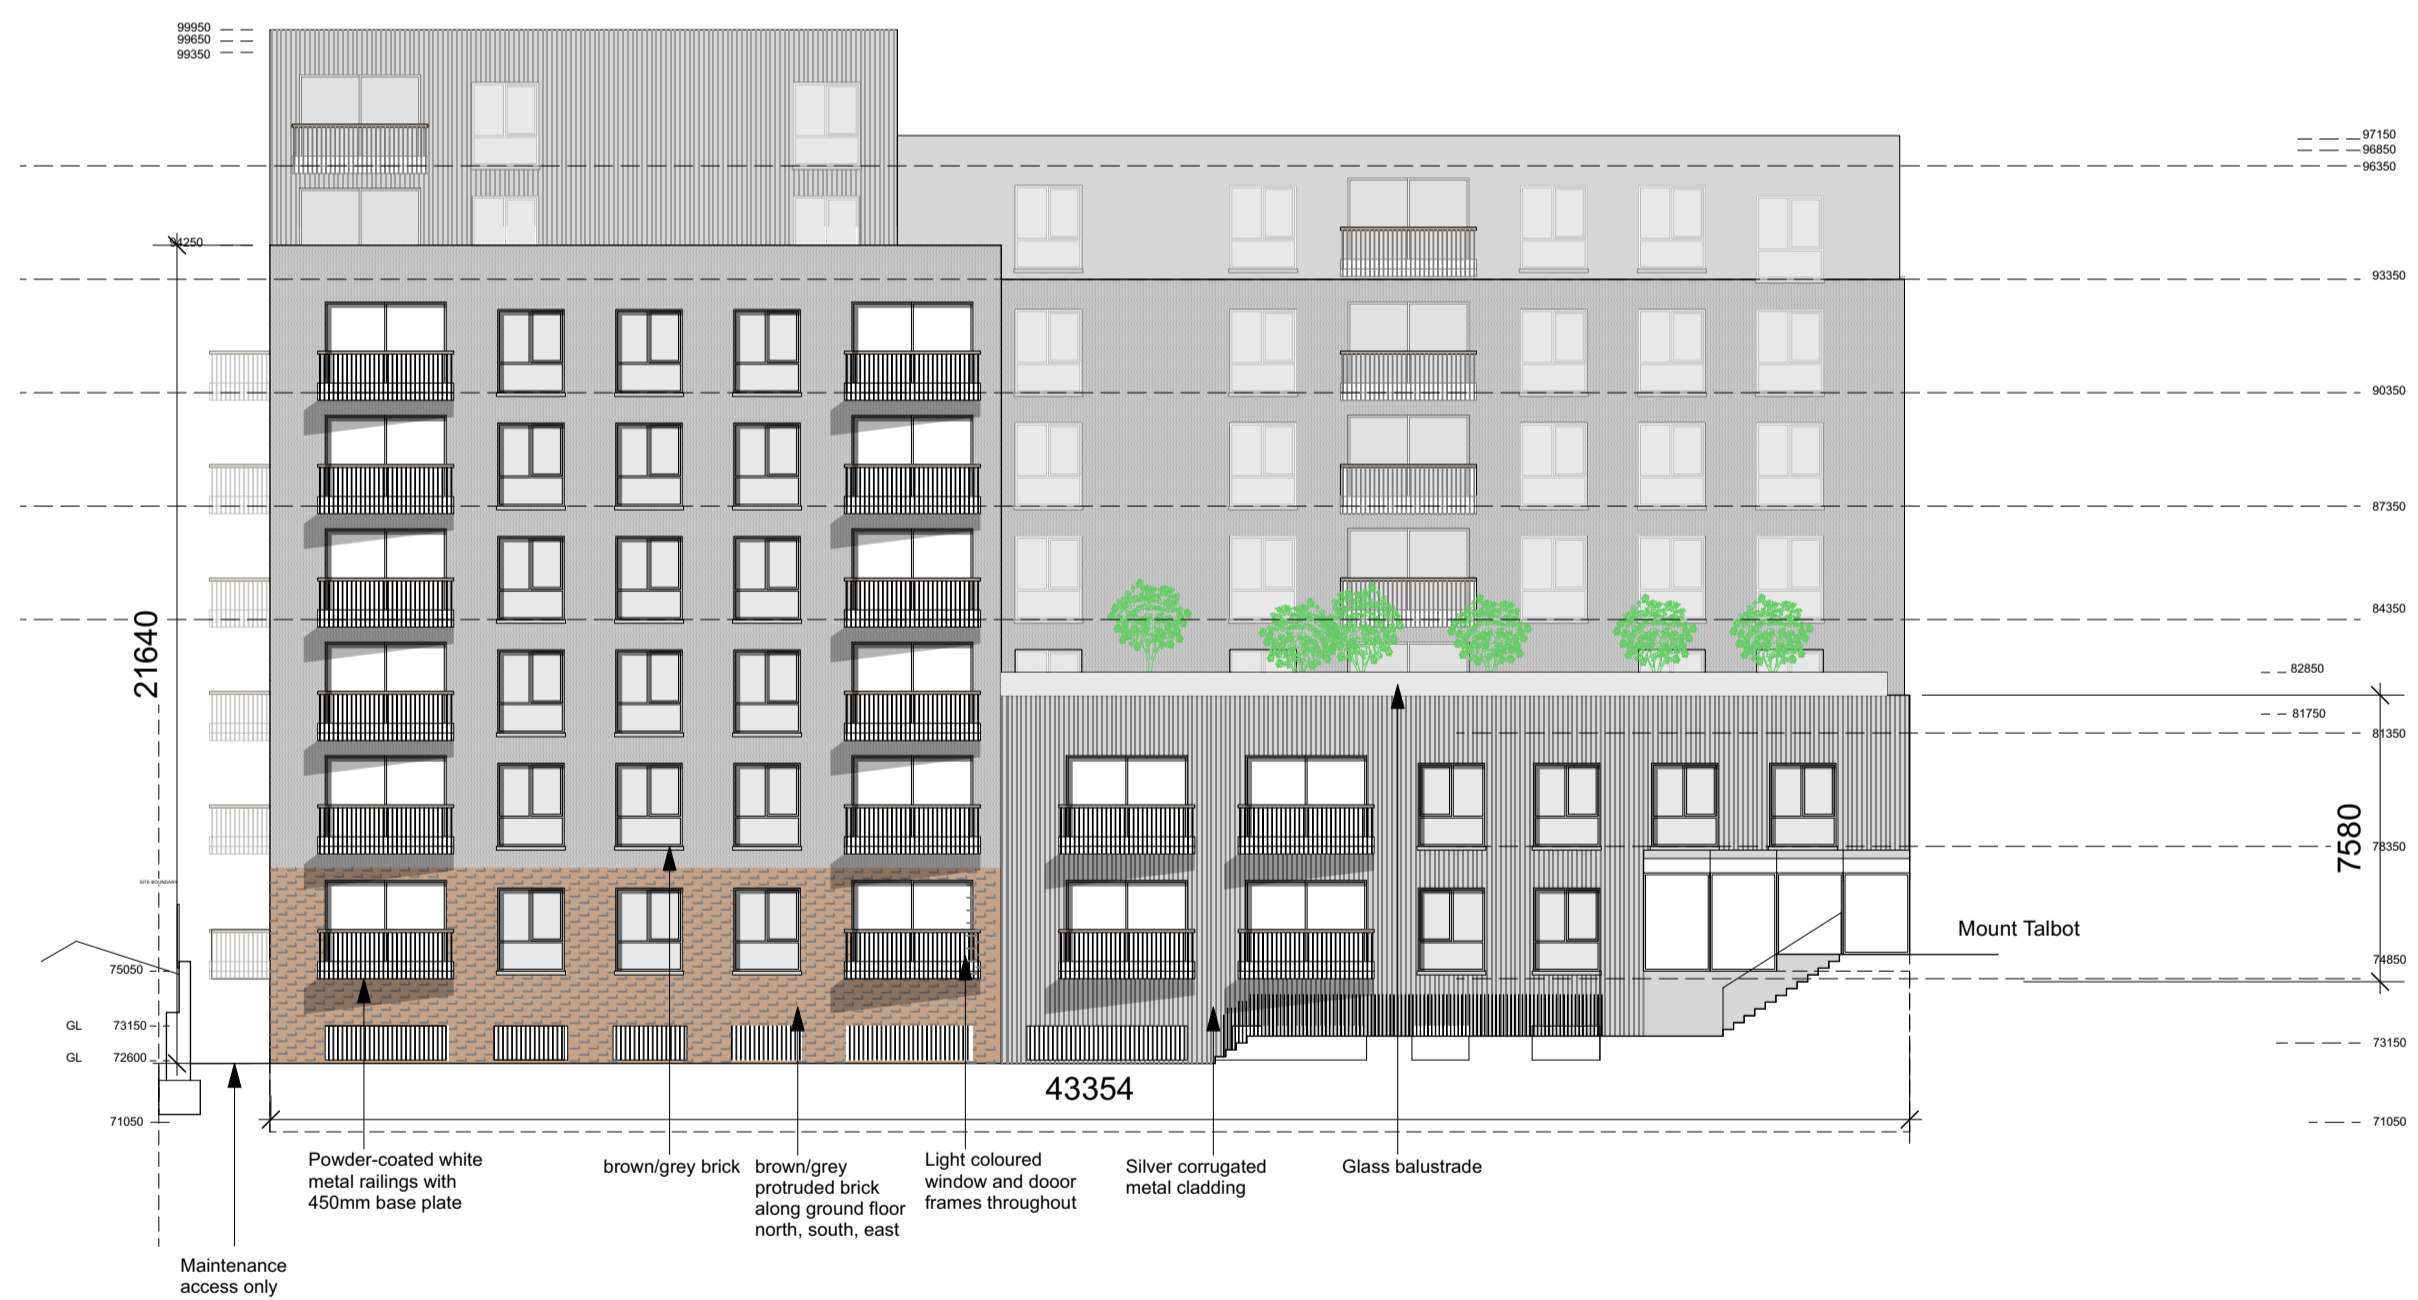 99950
99650
99350
97150
96850
96350
94250
93350
90350
87350
84350
21640
82850
81750
81350
7580
78350
SITE BOUNDARY
Mount Talbot
75050
74850
GL 73150
73150
GL 72600
43354
71050
71050
Powder-coated white
metal railings with
450mm base plate
brown/grey brick
brown/grey
protruded brick
along ground floor
north, south, east
Light coloured
window and dooor
frames throughout
Silver corrugated
metal cladding
Glass balustrade
Maintenance
access only